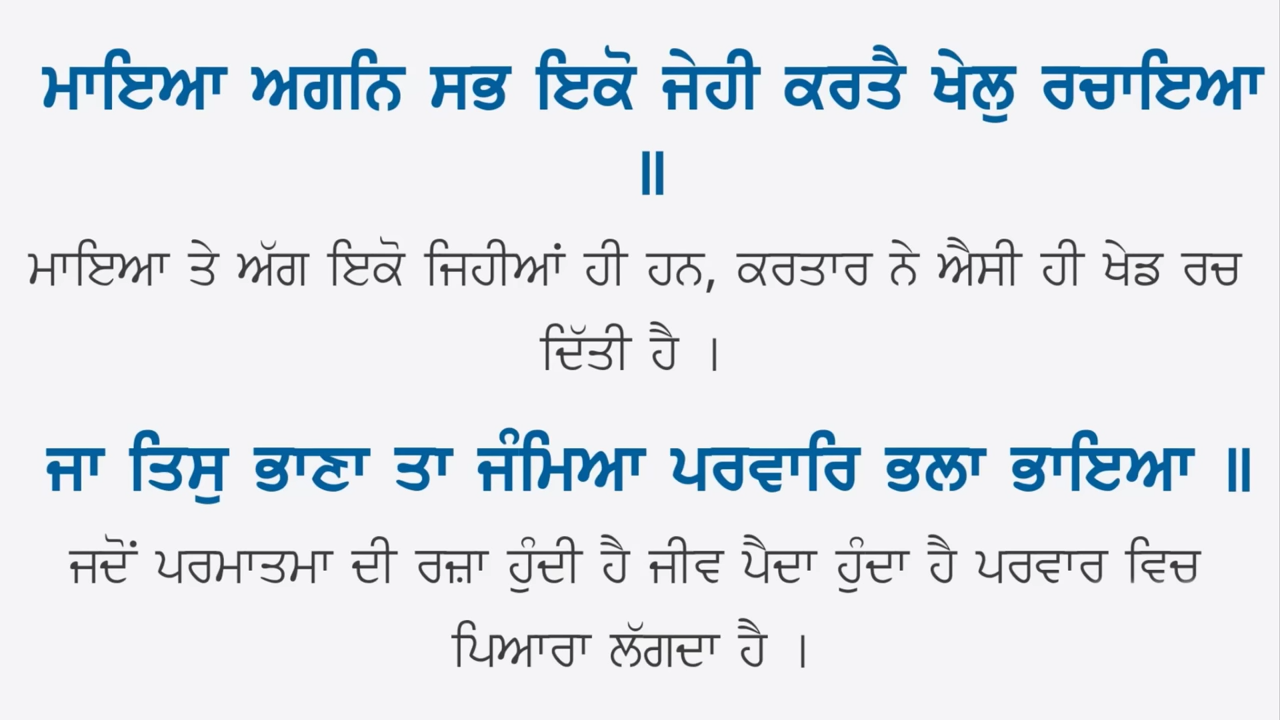 ਮਾਇਆ ਅਗਨਿ ਸਭ ਇਕੋ ਜੇਹੀ ਕਰਤੈ ਖੇਲੁ ਰਚਾਇਆ
॥
ਮਾਇਆ ਤੇ ਅੱਗ ਇਕੋ ਜਿਹੀਆਂ ਹੀ ਹਨ, ਕਰਤਾਰ ਨੇ ਐਸੀ ਹੀ ਖੇਡ ਰਚ
ਦਿੱਤੀ ਹੈ ।
ਜਾ ਤਿਸੁ ਭਾਣਾ ਤਾ ਜੰਮਿਆ ਪਰਵਾਰਿ ਭਲਾ ਭਾਇਆ ॥
ਜਦੋਂ ਪਰਮਾਤਮਾ ਦੀ ਰਜ਼ਾ ਹੁੰਦੀ ਹੈ ਜੀਵ ਪੈਦਾ ਹੁੰਦਾ ਹੈ ਪਰਵਾਰ ਵਿਚ
ਪਿਆਰਾ ਲੱਗਦਾ ਹੈ ।